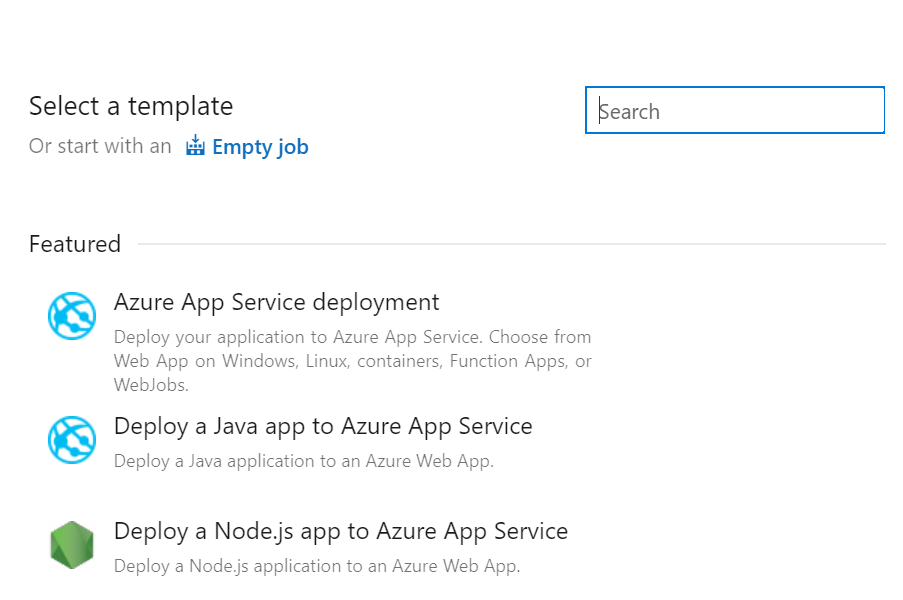 Select a template
Search
Or start with an Empty job
Featured
Azure App Service deployment
Deploy your application to Azure App Service. Choose from
Web App on Windows, Linux, containers, Function Apps, or
WebJobs.
Deploy a Java app to Azure App Service
Deploy a Java application to an Azure Web App.
Deploy a Node.js app to Azure App Service
Deploy a Node.js application to an Azure Web App.